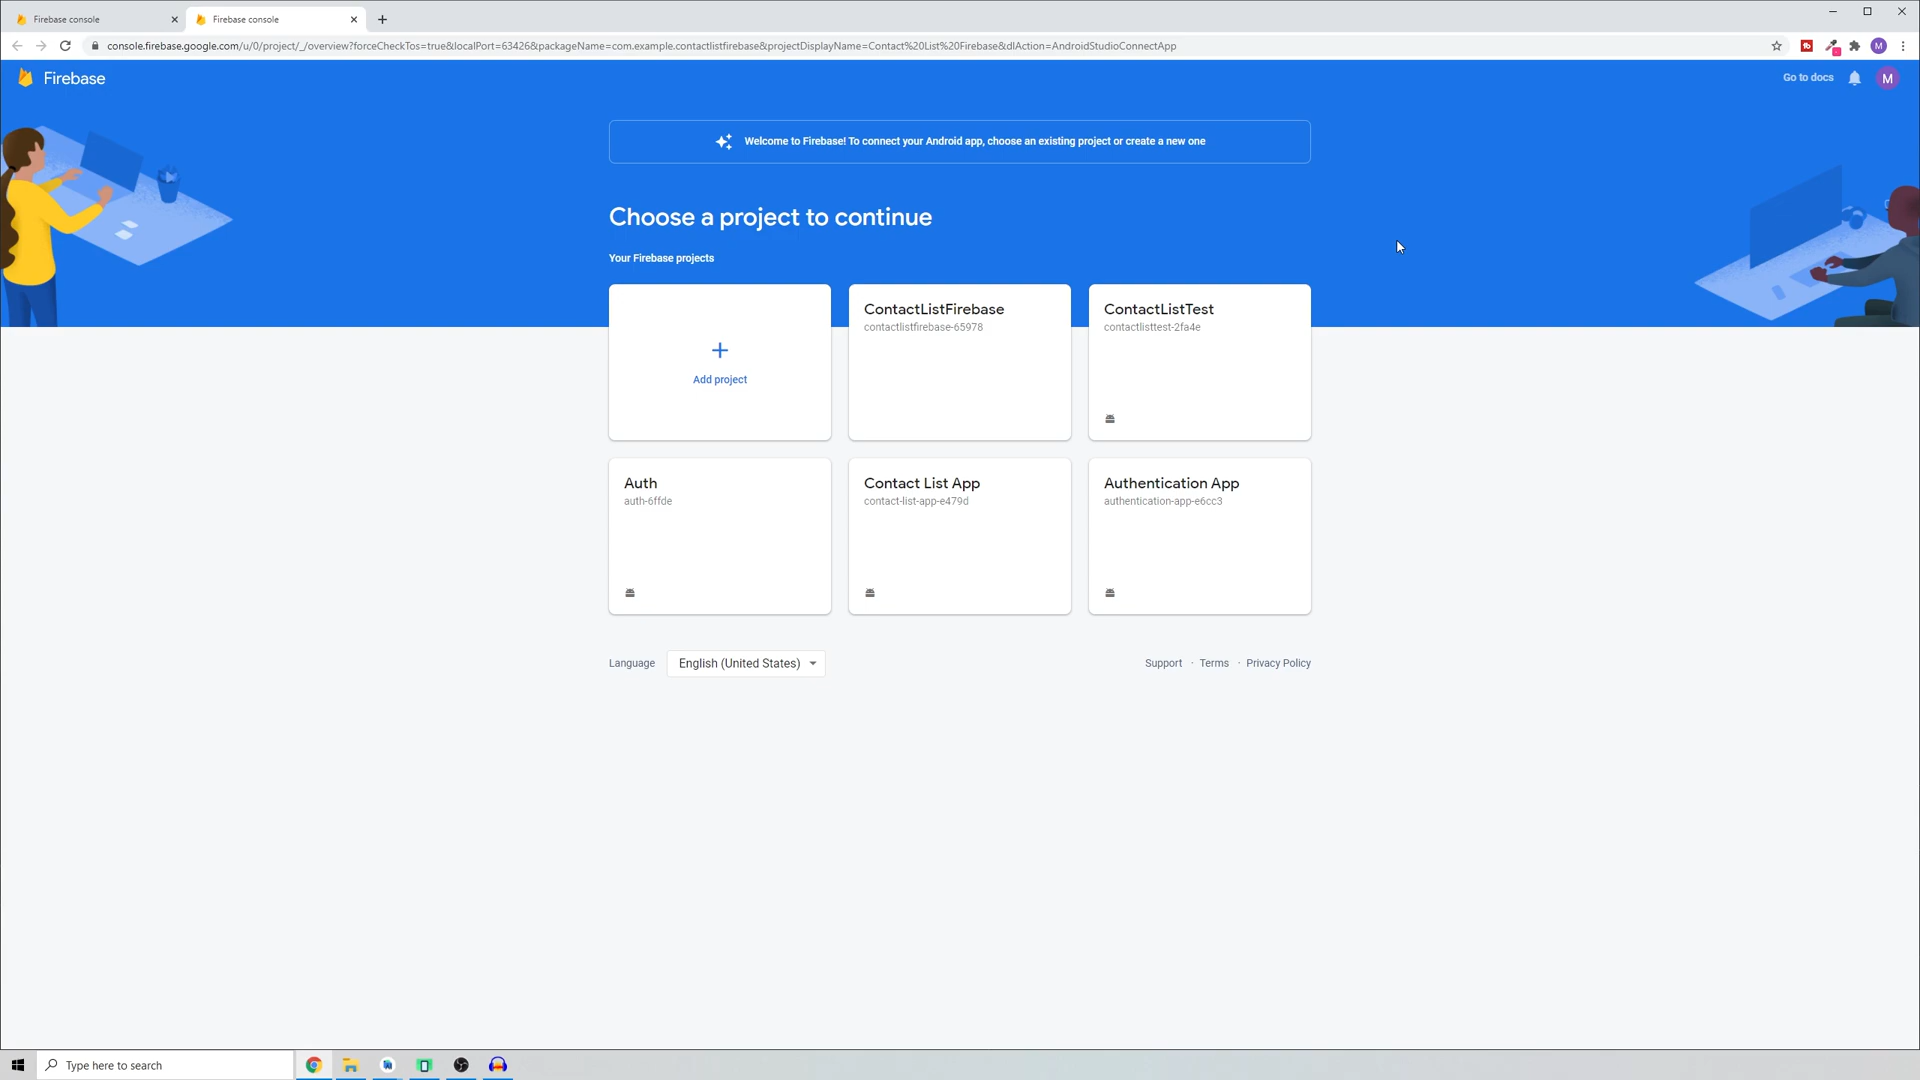 Firebase console
Firebase console
console.firebase.google.com/u/0/project/_/overview?forceCheckTos=true&localPort=63426&packageName=com.example.contactlistfirebase&projectDisplayName=Contact%20List%20Firebase&dlAction=AndroidStudioConnectApp
M
Firebase
Go to docs
M
Welcome to Firebase! To connect your Android app, choose an existing project or create a new one
Choose a project to continue
Your Firebase projects
Add project
ContactListFirebase
contactlistfirebase-65978
ContactListTest
contactlisttest-2fa4e
Auth
auth-6ffde
Contact List App
contact-list-app-e479d
Authentication App
authentication-app-e6cc3
Language
English (United States)
Support · Terms · Privacy Policy
Type here to search